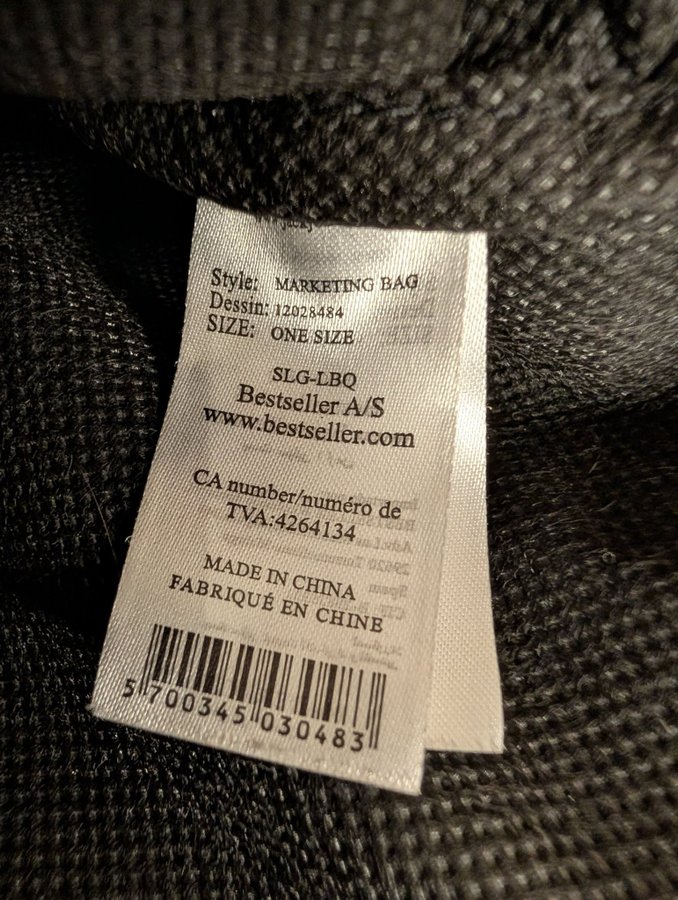 Style: MARKETING BAG
Dessin: 12028484
SIZE: ONE SIZE
SLG-LBQ
Bestseller A/S
www.bestseller.com
CA number/numéro de
TVA:4264134
MADE IN CHINA
FABRIQUÉ EN CHINE
5 700345 030483